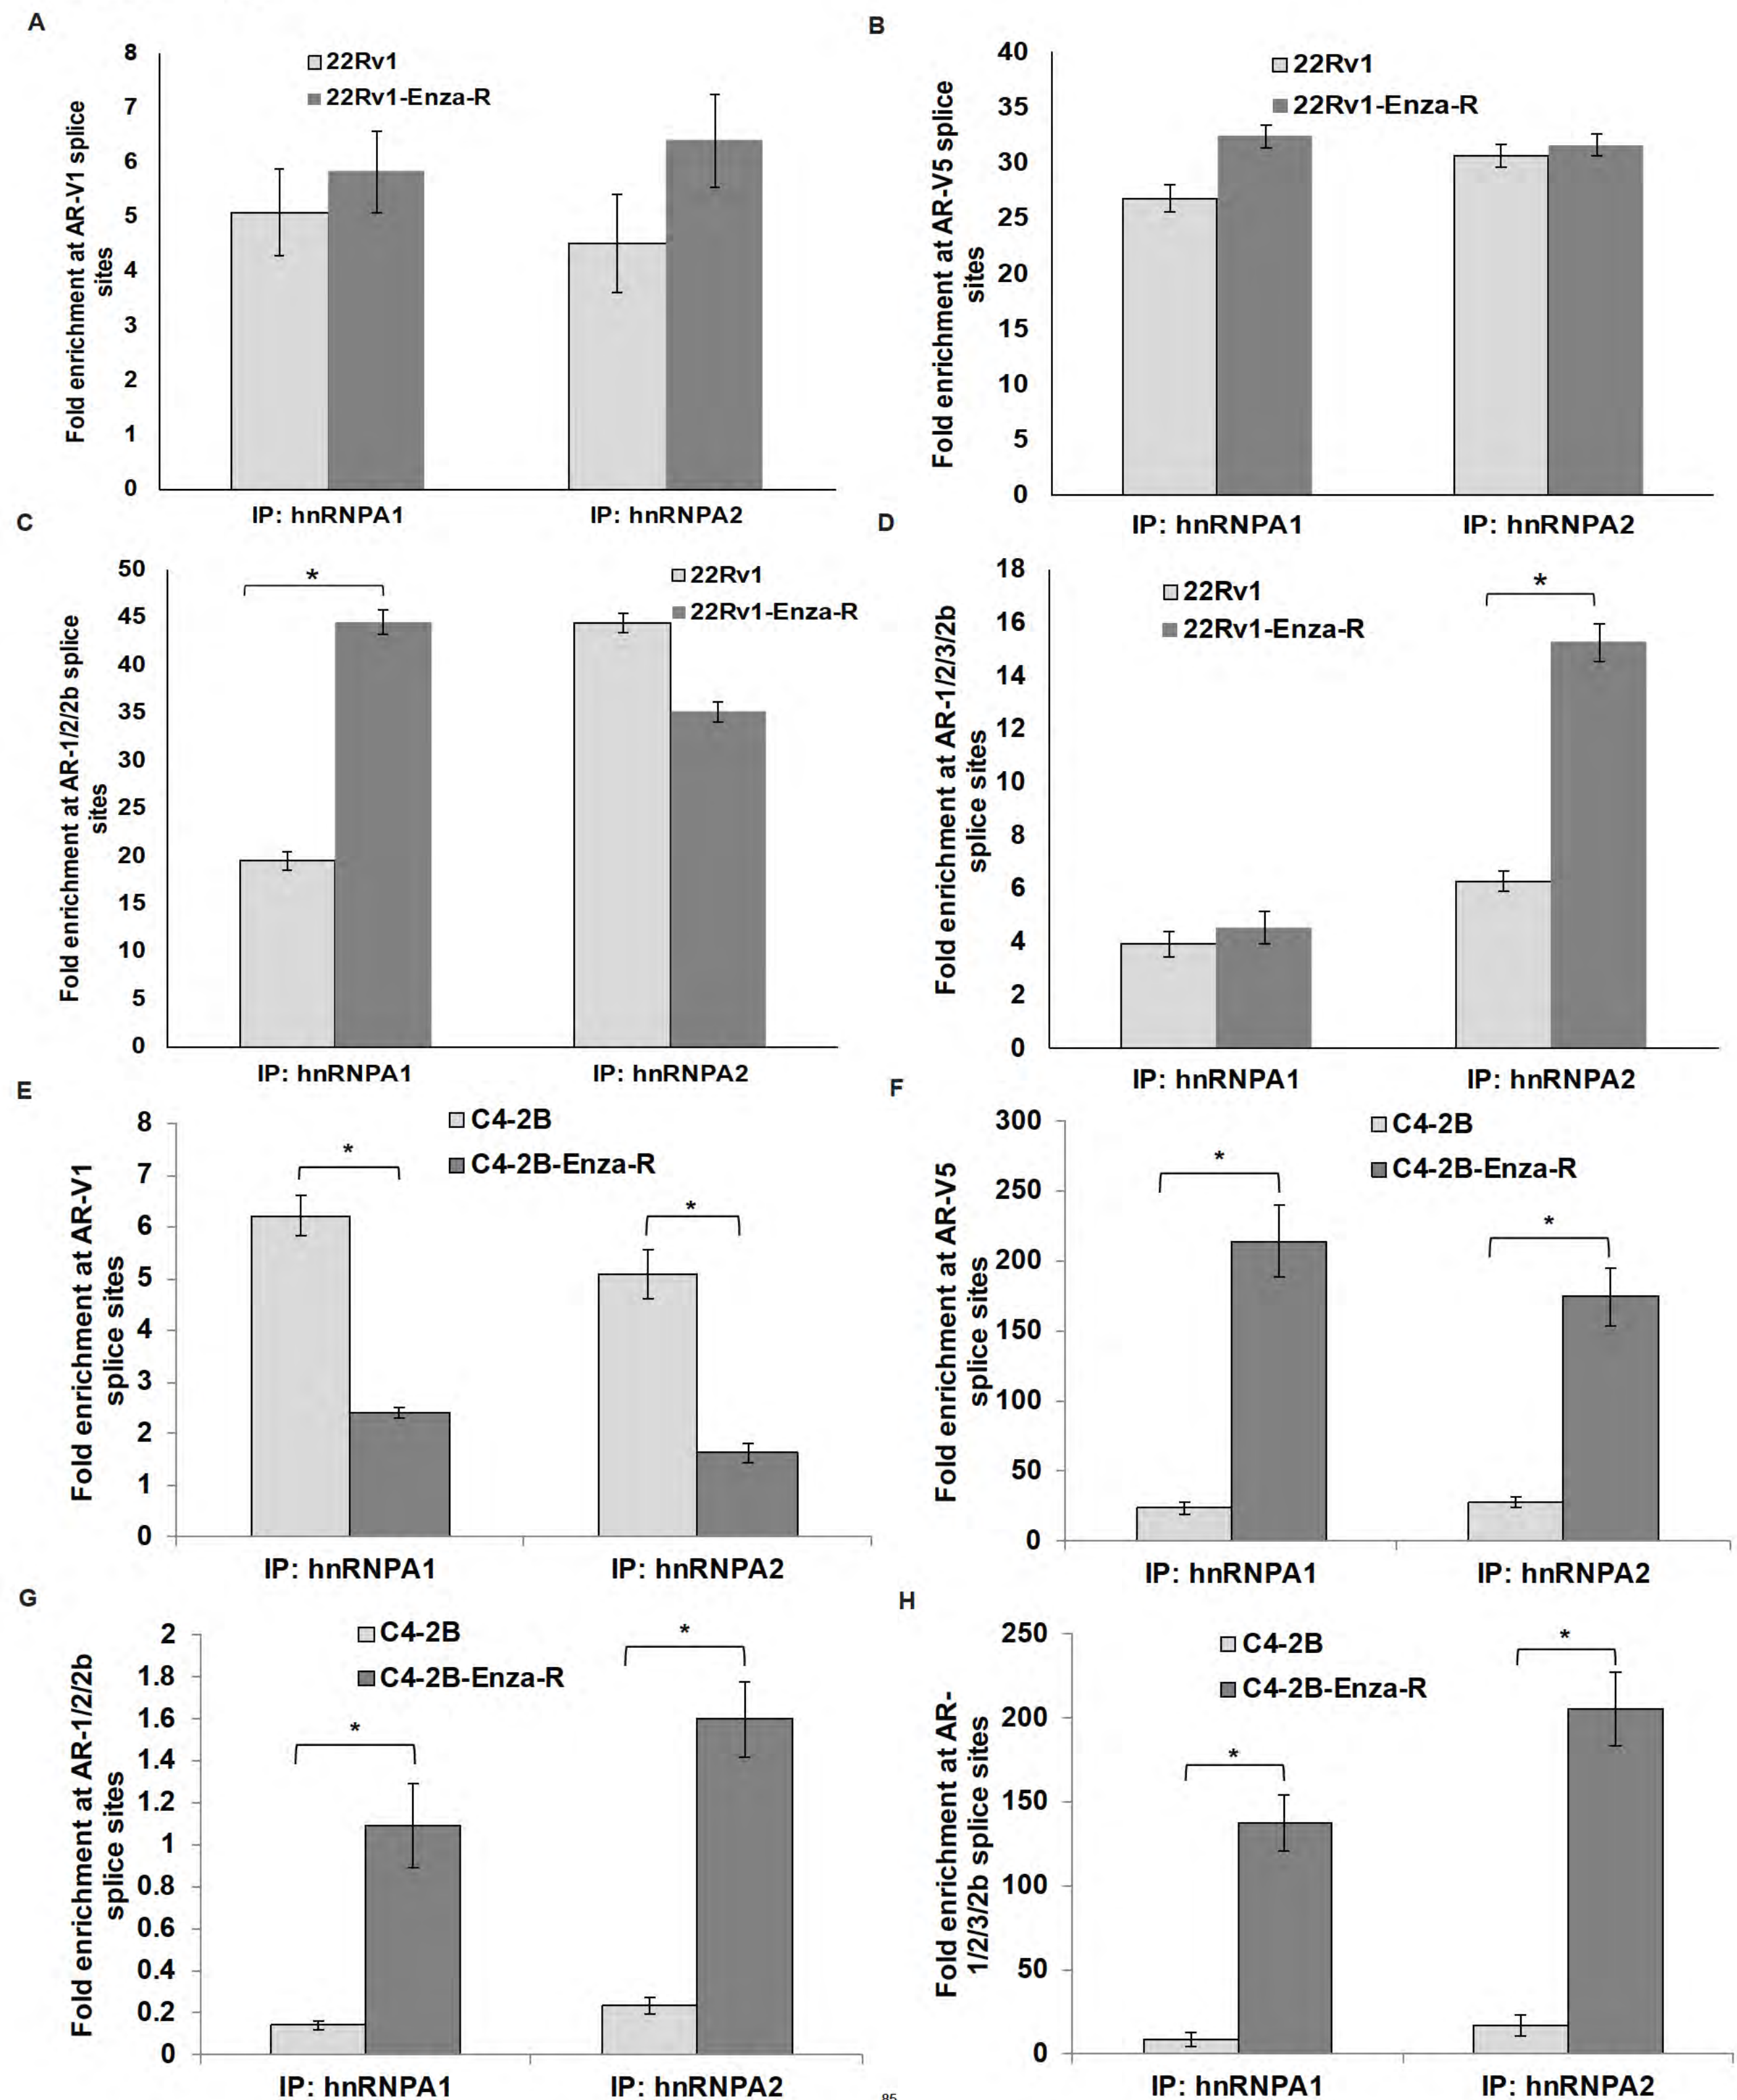 A
Fold enrichment at AR-V1 splice
sites
8
7
6
5
4
3
2
1
0
22Rv1
22Rv1-Enza-R
IP: hnRNPA1
IP: hnRNPA2
B
Fold enrichment at AR-V5 splice
sites
40
35
30
25
20
15
10
5
0
22Rv1
22Rv1-Enza-R
IP: hnRNPA1
IP: hnRNPA2
C
Fold enrichment at AR-1/2/2b splice
sites
50
45
40
35
30
25
20
15
10
5
0
*
22Rv1
22Rv1-Enza-R
IP: hnRNPA1
IP: hnRNPA2
D
Fold enrichment at AR-1/2/3/2b
splice sites
18
16
14
12
10
8
6
4
2
0
22Rv1
22Rv1-Enza-R
*
IP: hnRNPA1
IP: hnRNPA2
E
Fold enrichment at AR-V1
splice sites
8
7
6
5
4
3
2
1
0
C4-2B
C4-2B-Enza-R
*
*
IP: hnRNPA1
IP: hnRNPA2
F
Fold enrichment at AR-V5
splice sites
300
250
200
150
100
50
0
C4-2B
C4-2B-Enza-R
*
*
IP: hnRNPA1
IP: hnRNPA2
G
Fold enrichment at AR-1/2/2b
splice sites
2
1.8
1.6
1.4
1.2
1
0.8
0.6
0.4
0.2
0
C4-2B
C4-2B-Enza-R
*
*
IP: hnRNPA1
IP: hnRNPA2
H
Fold enrichment at AR-
1/2/3/2b splice sites
250
200
150
100
50
0
C4-2B
C4-2B-Enza-R
*
*
IP: hnRNPA1
IP: hnRNPA2
85